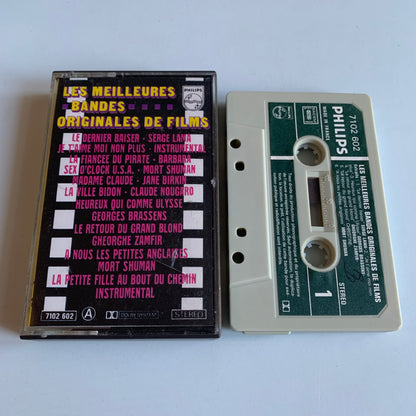 LES MEILLEURES
BANDES
ORIGINALES DE FILMS
PHILIPS
LE DERNIER BAISER - SERGE LAMA
JE T'AIME MOI NON PLUS - INSTRUMENTAL
LA FIANCEE DU PIRATE - BARBARA
SEX O'CLOCK U.S.A. - MORT SHUMAN
MADAME CLAUDE - JANE BIRKIN
LA VILLE BIDON - CLAUDE NOUGARO
HEUREUX QUI COMME ULYSSE
GEORGES BRASSENS
LE RETOUR DU GRAND BLOND
GHEORGHE ZAMFIR
A NOUS LES PETITES ANGLAISES
MORT SHUMAN
LA PETITE FILLE AU BOUT DU CHEMIN
INSTRUMENTAL
7102 602 A DOLBY SYSTEM STEREO
PHILIPS
MADE IN FRANCE
7102 602
LES MEILLEURES BANDES ORIGINALES DE FILMS
1
STEREO